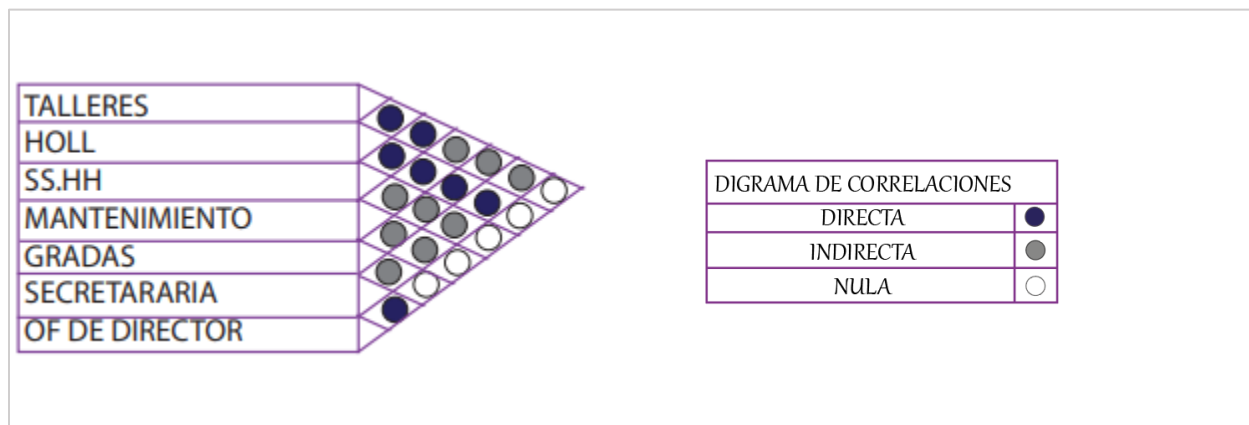 TALLERES
HOLL
SS.HH
MANTENIMIENTO
GRADAS
SECRETARARIA
OF DE DIRECTOR
DIGRAMA DE CORRELACIONES
DIRECTA
INDIRECTA
NULA